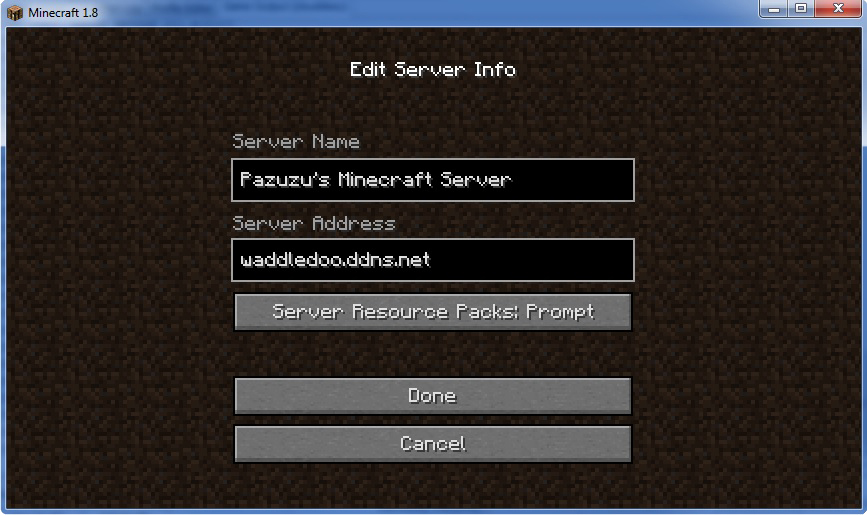 Minecraft 1.8
Edit Server Info
Server Name
Pazuzu's Minecraft Server
Server Address
waddledoo.ddns.net
Server Resource Packs: Prompt
Done
Cancel